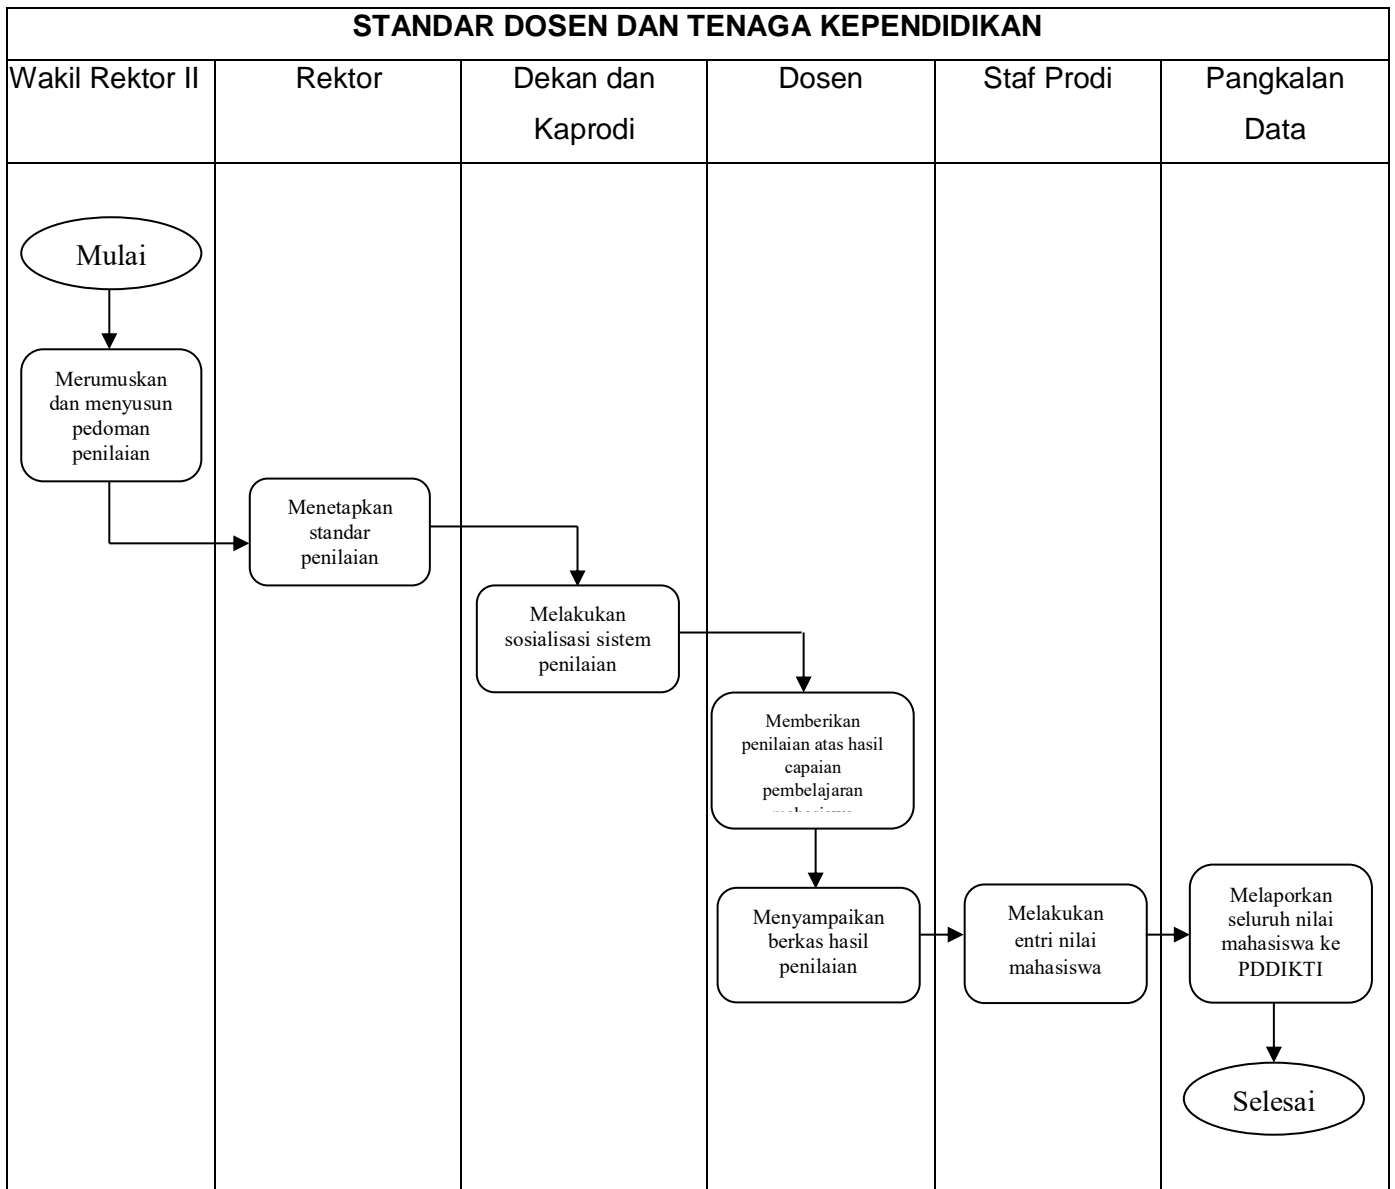 STANDAR DOSEN DAN TENAGA KEPENDIDIKAN
Wakil Rektor II
Rektor
Dekan dan
Kaprodi
Dosen
Staf Prodi
Pangkalan
Data
Mulai
Merumuskan
dan menyusun
pedoman
penilaian
Menetapkan
standar
penilaian
Melakukan
sosialisasi sistem
penilaian
Memberikan
penilaian atas hasil
capaian
pembelajaran
Menyampaikan
berkas hasil
penilaian
Melakukan
entri nilai
mahasiswa
Melaporkan
seluruh nilai
mahasiswa ke
PDDIKTI
Selesai